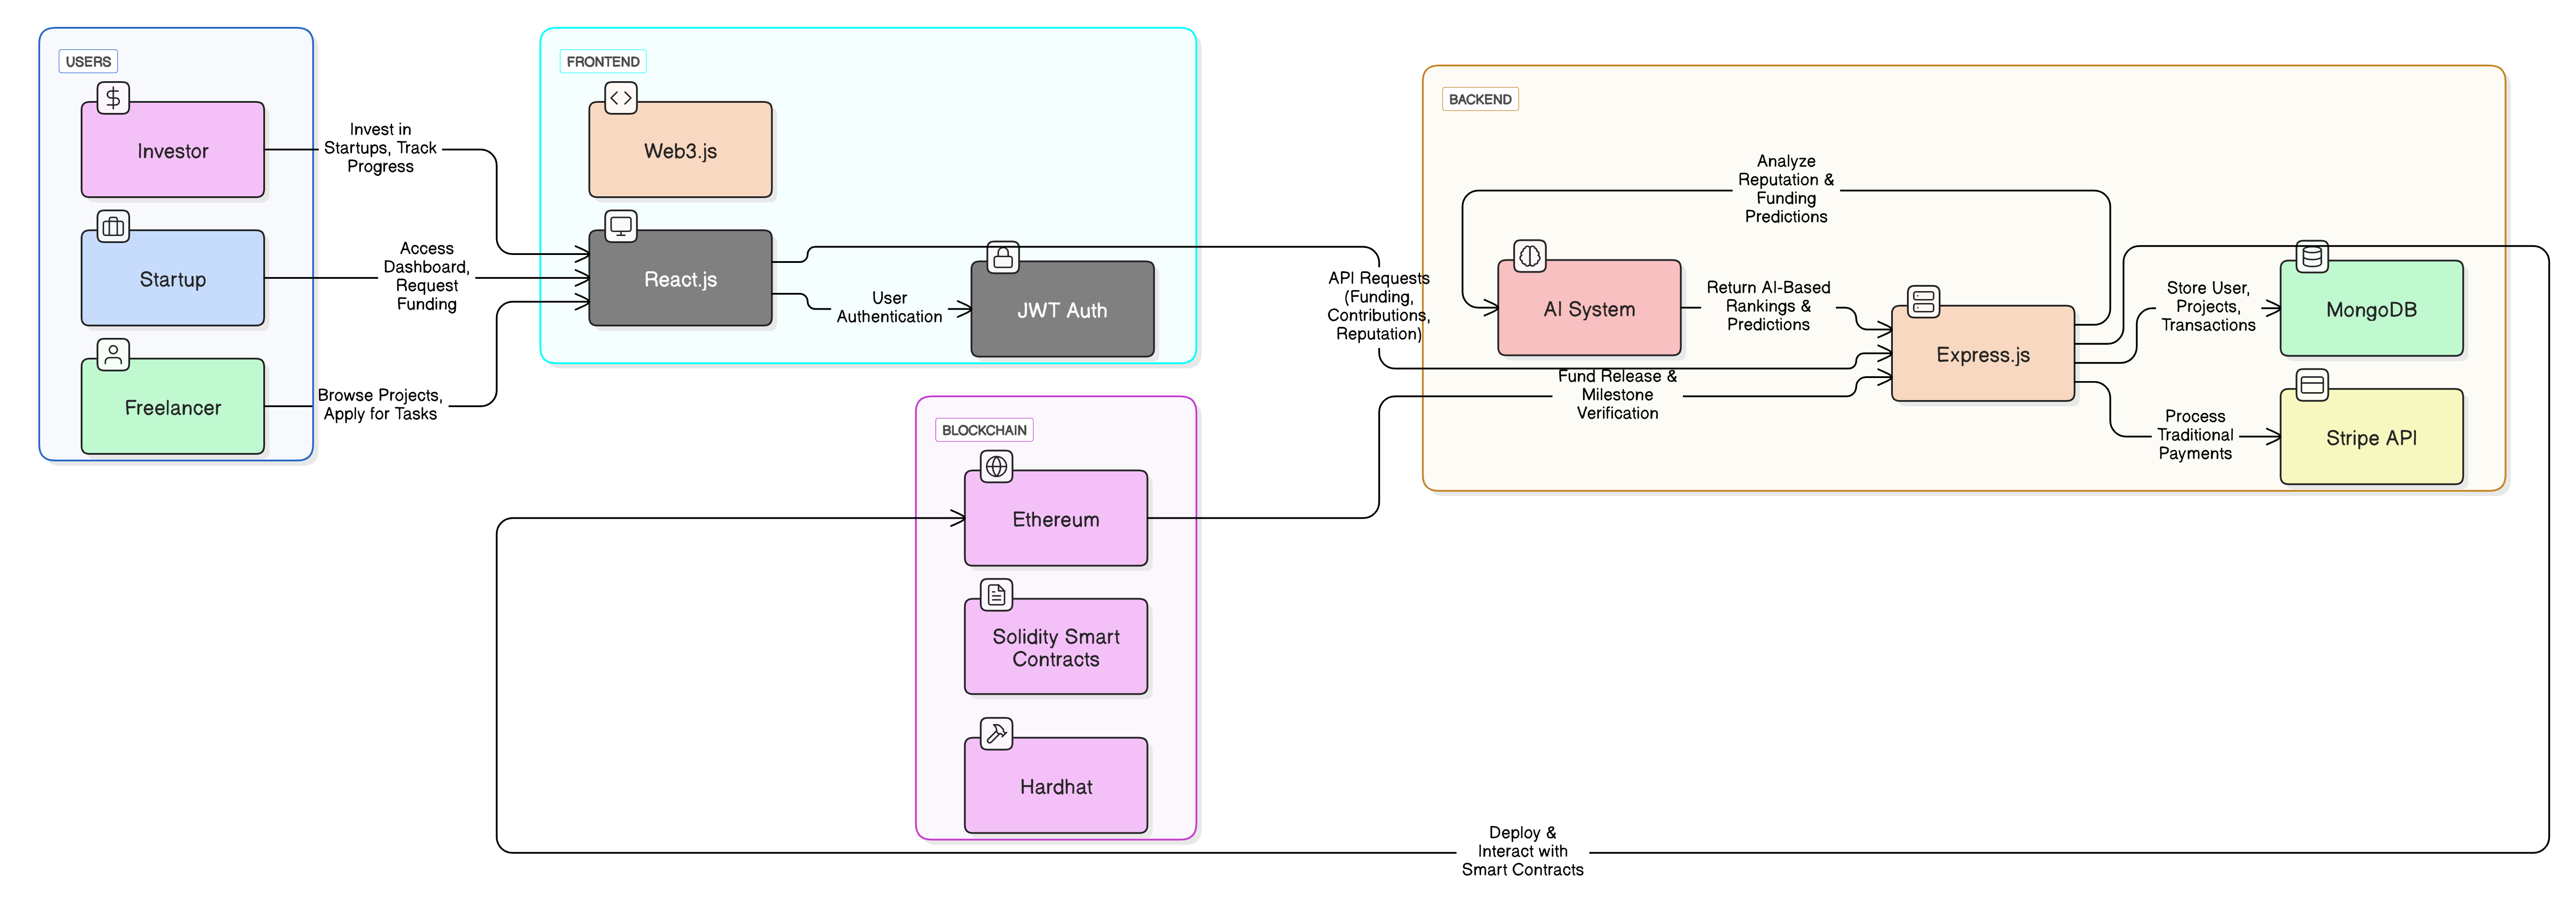 USERS
Investor
Startup
Freelancer
Invest in
Startups, Track
Progress
Access
Dashboard,
Request
Funding
Browse Projects,
Apply for Tasks
FRONTEND
Web3.js
React.js
User
Authentication
JWT Auth
API Requests
(Funding,
Contributions,
Reputation)
BACKEND
Analyze
Reputation &
Funding
Predictions
AI System
Return AI-Based
Rankings &
Predictions
Express.js
Fund Release &
Milestone
Verification
Store User,
Projects,
Transactions
MongoDB
Process
Traditional
Payments
Stripe API
BLOCKCHAIN
Ethereum
Solidity Smart
Contracts
Hardhat
Deploy &
Interact with
Smart Contracts